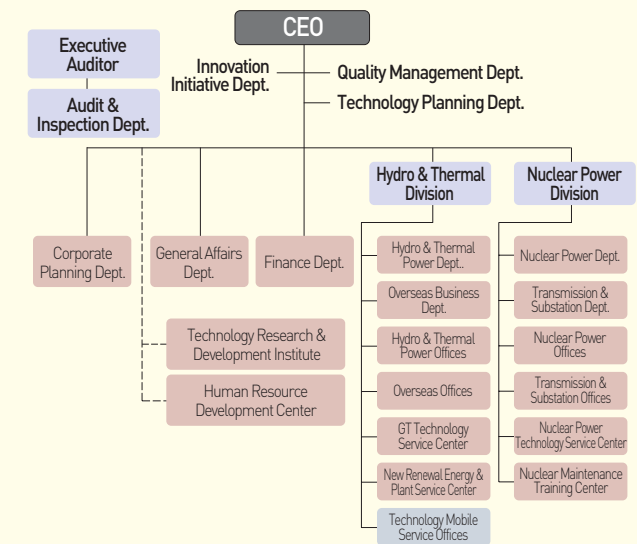 CEO
Executive
Auditor
Audit &
Inspection Dept.
Innovation
Initiative Dept.
Quality Management Dept.
Technology Planning Dept.
Hydro & Thermal
Division
Nuclear Power
Division
Corporate
Planning Dept.
General Affairs
Dept.
Finance Dept.
Technology Research &
Development Institute
Human Resource
Development Center
Hydro & Thermal
Power Dept..
Overseas Business
Dept.
Hydro & Thermal
Power Offices
Overseas Offices
GT Technology
Service Center
New Renewal Energy &
Plant Service Center
Technology Mobile
Service Offices
Nuclear Power Dept.
Transmission &
Substation Dept.
Nuclear Power
Offices
Transmission &
Substation Offices
Nuclear Power
Technology Service Center
Nuclear Maintenance
Training Center